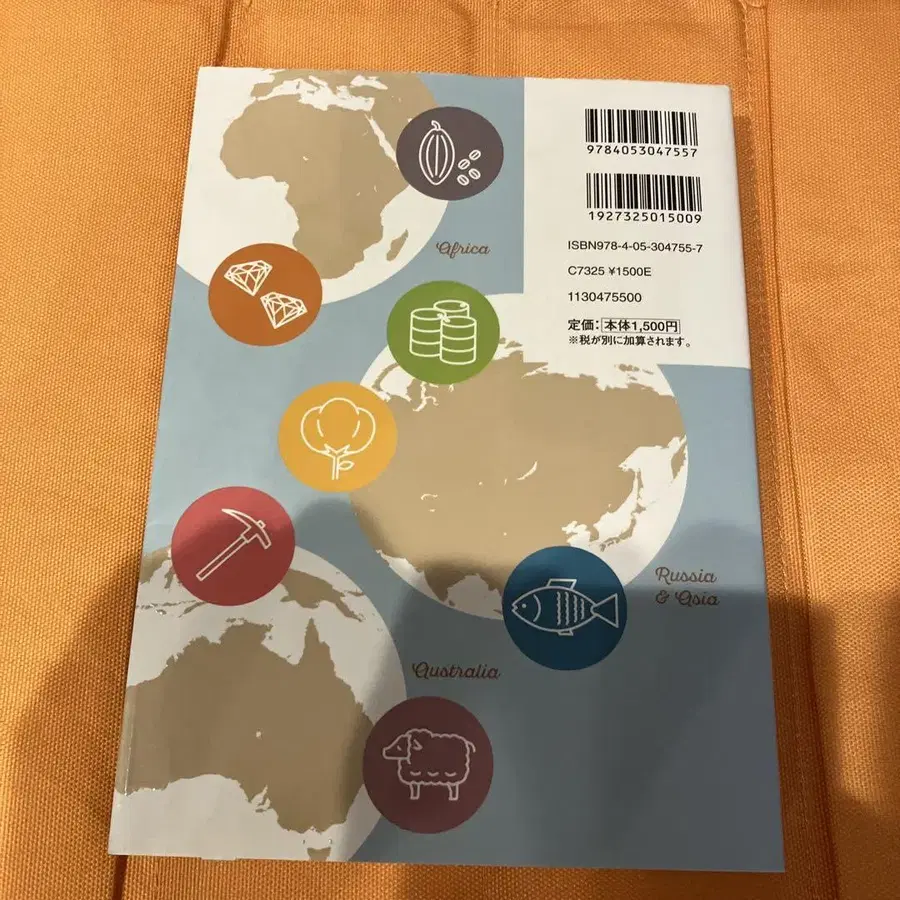 9784053047557
1927325015009
ISBN978-4-05-304755-7
C7325 ¥1500E
1130475500
定価：本体1,500円
※税が別に加算されます。
Africa
Russia
& Asia
Australia